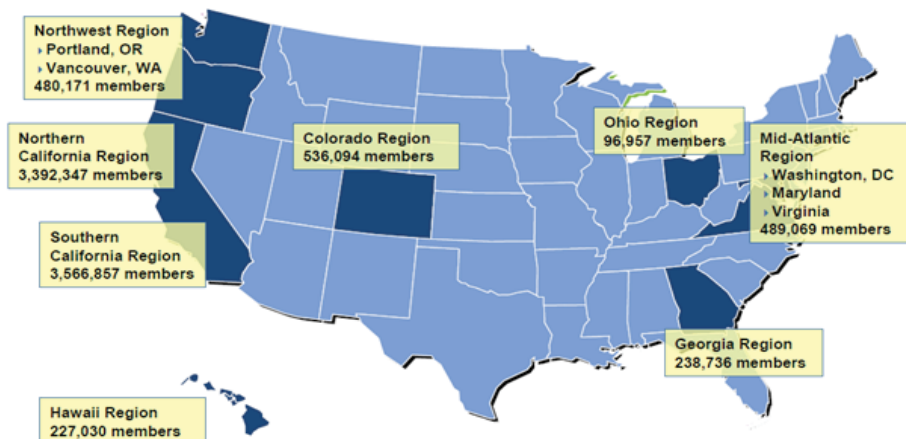 Northwest Region
▸ Portland, OR
▸ Vancouver, WA
480,171 members
Northern
California Region
3,392,347 members
Colorado Region
536,094 members
Ohio Region
96,957 members
Mid-Atlantic
Region
▸ Washington, DC
▸ Maryland
▸ Virginia
489,069 members
Southern
California Region
3,566,857 members
Georgia Region
238,736 members
Hawaii Region
227,030 members